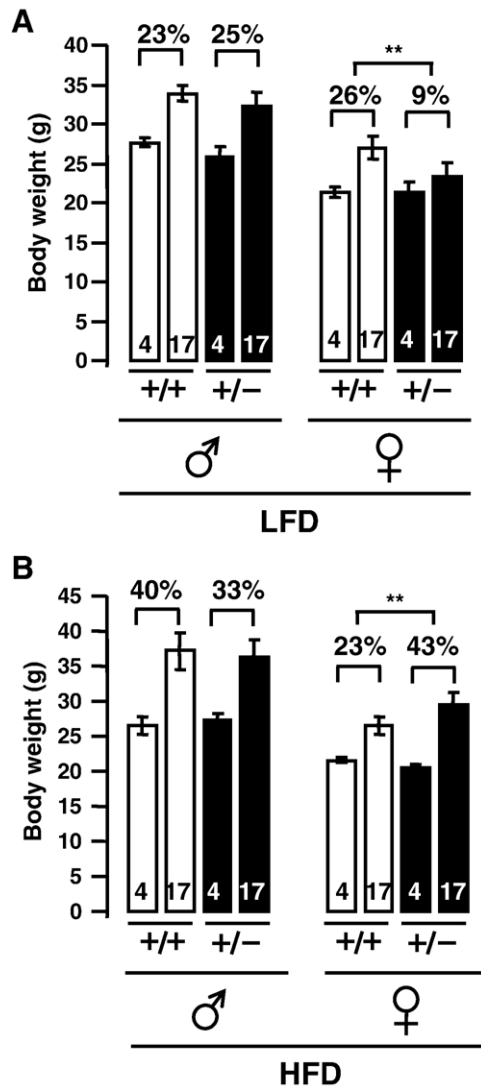 A
Body weight (g)
40
35
30
25
20
15
10
5
0
23% 25% 26% 9%
**
4 17 4 17 4 17 4 17
+/+ +/− +/+ +/−
♂ ♀
LFD
B
Body weight (g)
45
40
35
30
25
20
15
10
5
0
40% 33% 23% 43%
**
4 17 4 17 4 17 4 17
+/+ +/− +/+ +/−
♂ ♀
HFD